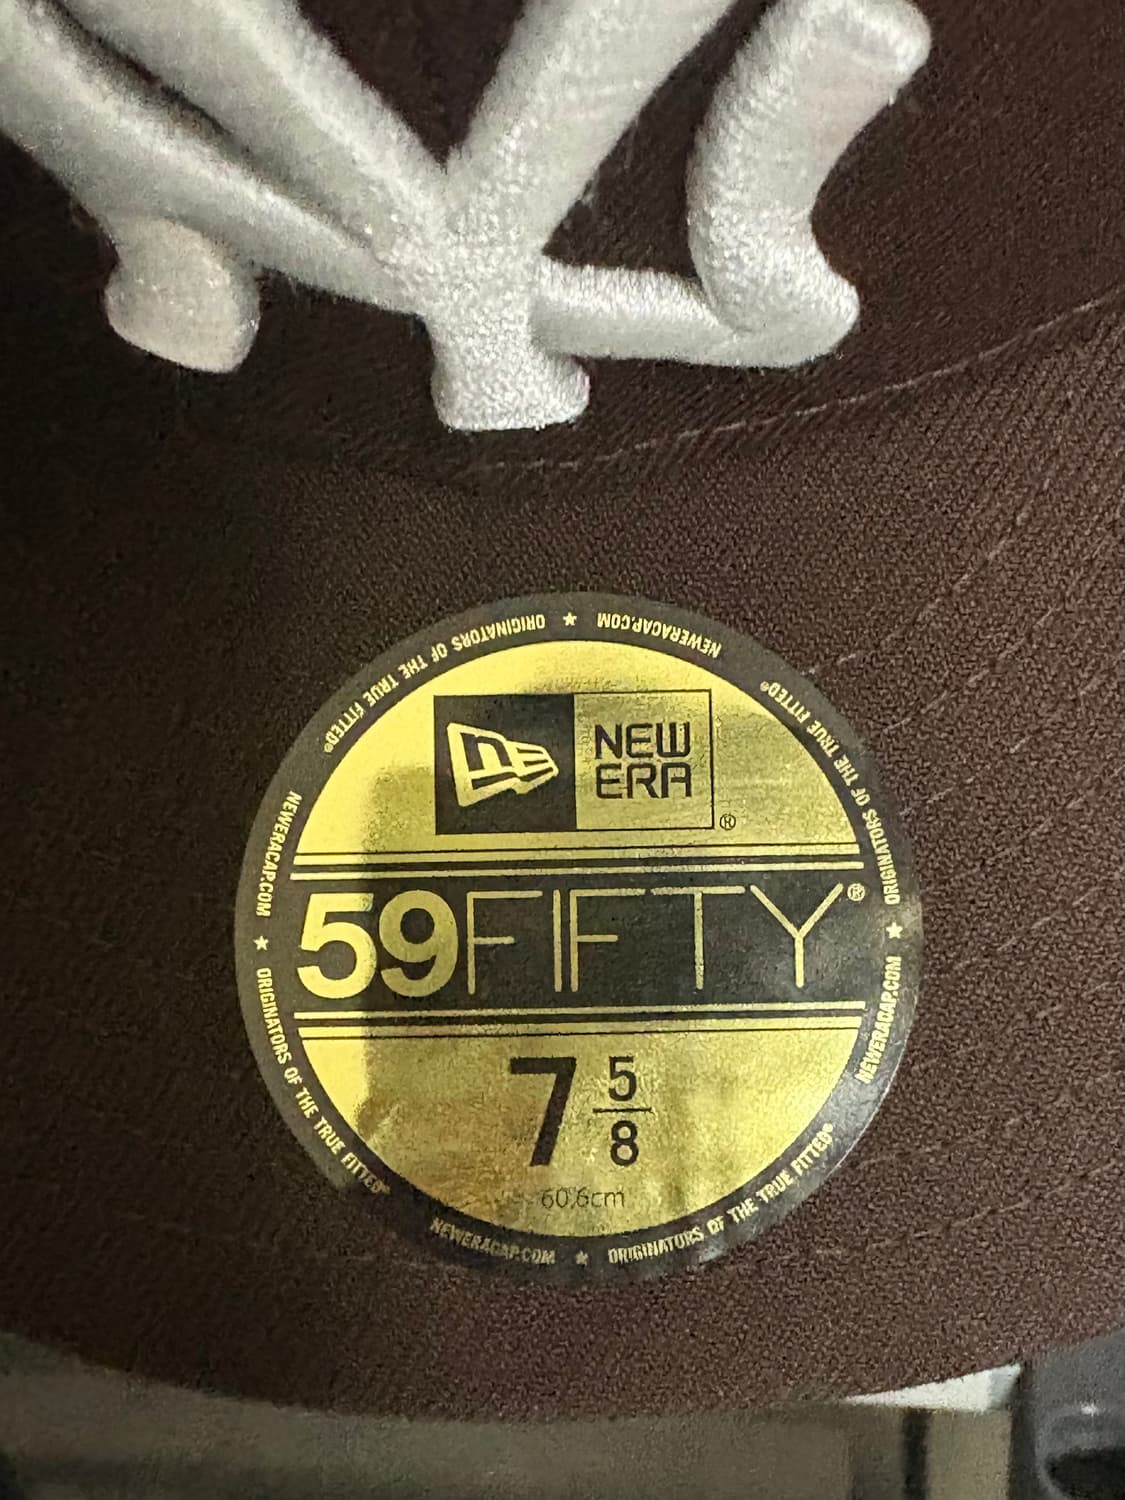 NEW
ERA®
59FIFTY®
7 5/8
60.6cm
NEWERACAP.COM ★ ORIGINATORS OF THE TRUE FITTED®
NEWERACAP.COM ★ ORIGINATORS OF THE TRUE FITTED®
NEWERACAP.COM ★ ORIGINATORS OF THE TRUE FITTED®
NEWERACAP.COM ★ ORIGINATORS OF THE TRUE FITTED®